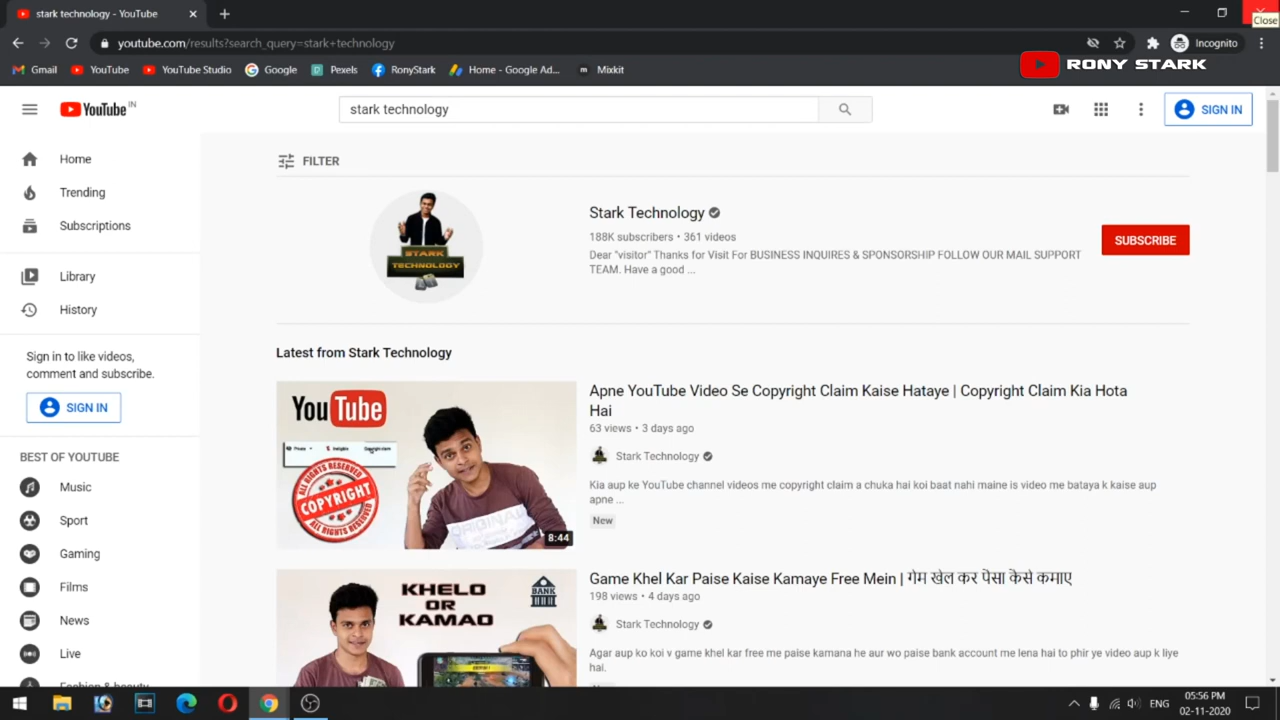 stark technology - YouTube
Close
youtube.com/results?search_query=stark+technology
Incognito
Gmail YouTube YouTube Studio Google Pexels RonyStark Home - Google Ad... Mixkit
RONY STARK
YouTube IN
stark technology
SIGN IN
Home
Trending
Subscriptions
Library
History
Sign in to like videos,
comment and subscribe.
SIGN IN
BEST OF YOUTUBE
Music
Sport
Gaming
Films
News
Live
Fashion & beauty
FILTER
STARK
TECHNOLOGY
Stark Technology
188K subscribers • 361 videos
Dear "visitor" Thanks for Visit For BUSINESS INQUIRES & SPONSORSHIP FOLLOW OUR MAIL SUPPORT
TEAM. Have a good ...
SUBSCRIBE
Latest from Stark Technology
YouTube
Copyright claim
ALL RIGHTS RESERVED
COPYRIGHT
ALL RIGHTS RESERVED
ORIGINAL
8:44
Apne YouTube Video Se Copyright Claim Kaise Hataye | Copyright Claim Kia Hota
Hai
63 views • 3 days ago
Stark Technology
Kia aup ke YouTube channel videos me copyright claim a chuka hai koi baat nahi maine is video me bataya k kaise aup
apne ...
New
KHELO
OR
KAMAO
BANK
Game Khel Kar Paise Kaise Kamaye Free Mein | गेम खेल कर पेसा केसे कमाए
198 views • 4 days ago
Stark Technology
Agar aup ko koi v game khel kar free me paise kamana he aur wo paise bank account me lena hai to phir ye video aup k liye
hai.
ENG
05:56 PM
02-11-2020